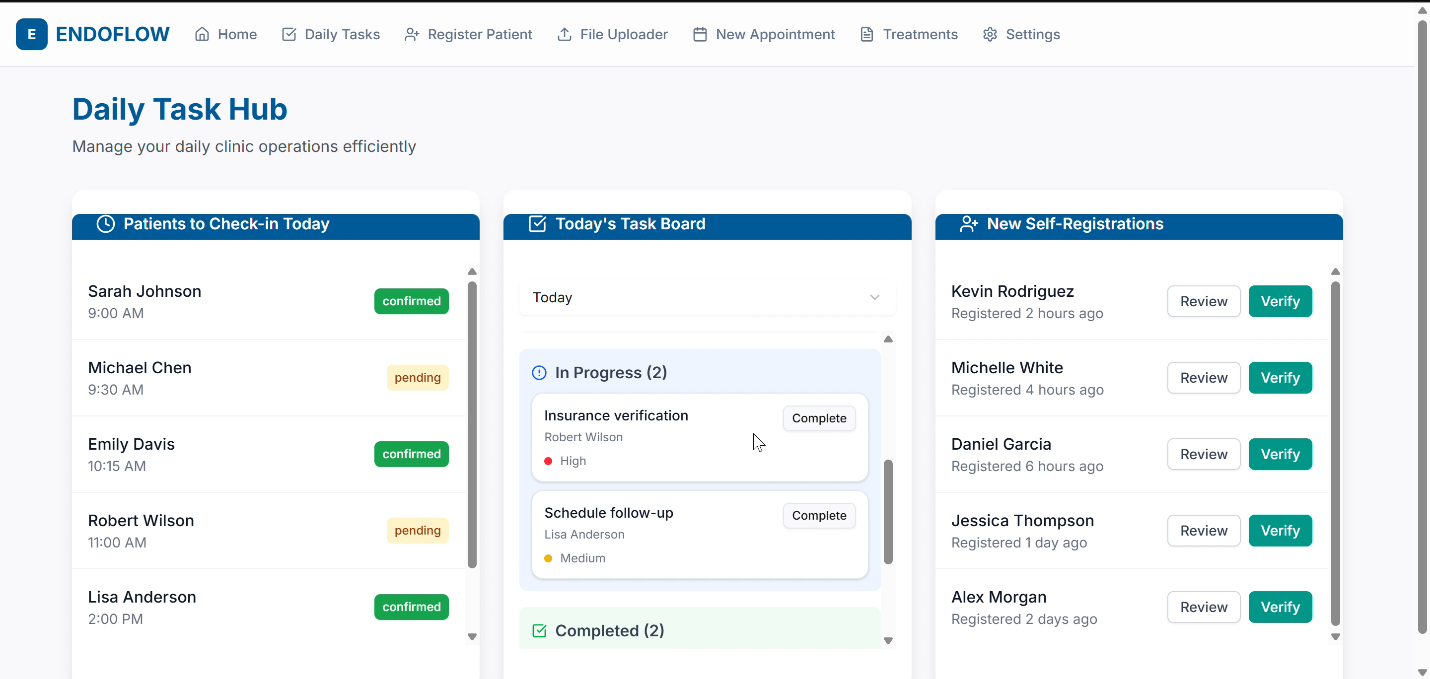 E ENDOFLOW Home Daily Tasks Register Patient File Uploader New Appointment Treatments Settings
Daily Task Hub
Manage your daily clinic operations efficiently
Patients to Check-in Today
Sarah Johnson
9:00 AM
confirmed
Michael Chen
9:30 AM
pending
Emily Davis
10:15 AM
confirmed
Robert Wilson
11:00 AM
pending
Lisa Anderson
2:00 PM
confirmed
Today's Task Board
Today
In Progress (2)
Insurance verification
Complete
Robert Wilson
High
Schedule follow-up
Complete
Lisa Anderson
Medium
Completed (2)
New Self-Registrations
Kevin Rodriguez
Registered 2 hours ago
Review Verify
Michelle White
Registered 4 hours ago
Review Verify
Daniel Garcia
Registered 6 hours ago
Review Verify
Jessica Thompson
Registered 1 day ago
Review Verify
Alex Morgan
Registered 2 days ago
Review Verify